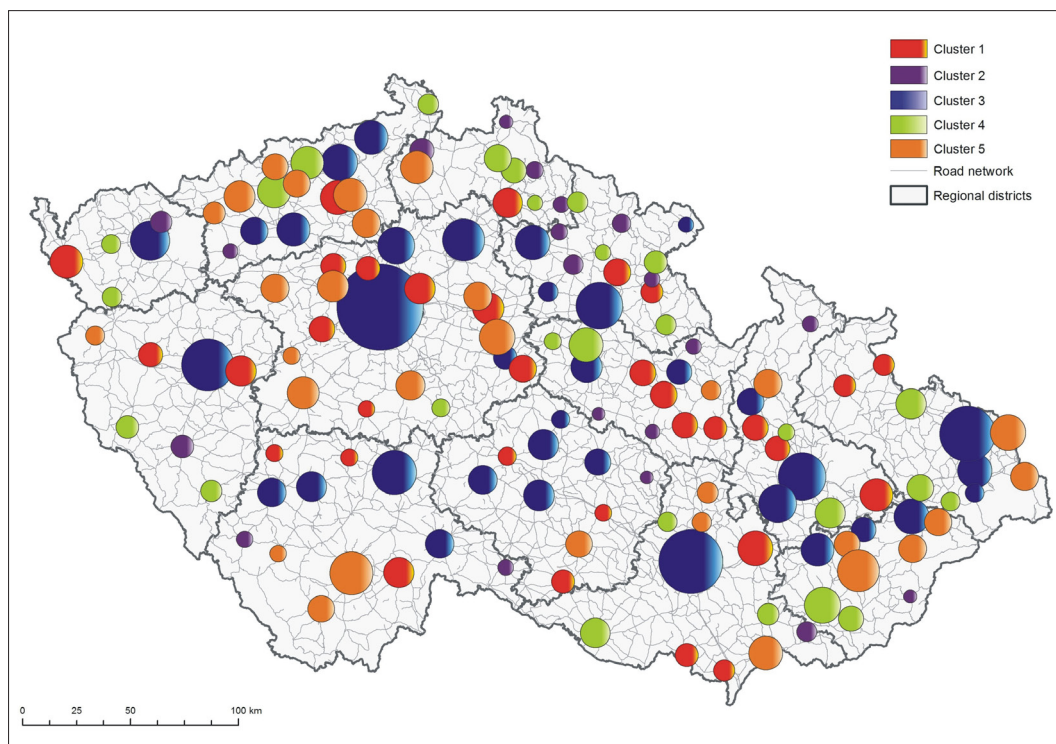 Cluster 1
Cluster 2
Cluster 3
Cluster 4
Cluster 5
Road network
Regional districts
0 25 50 100 km